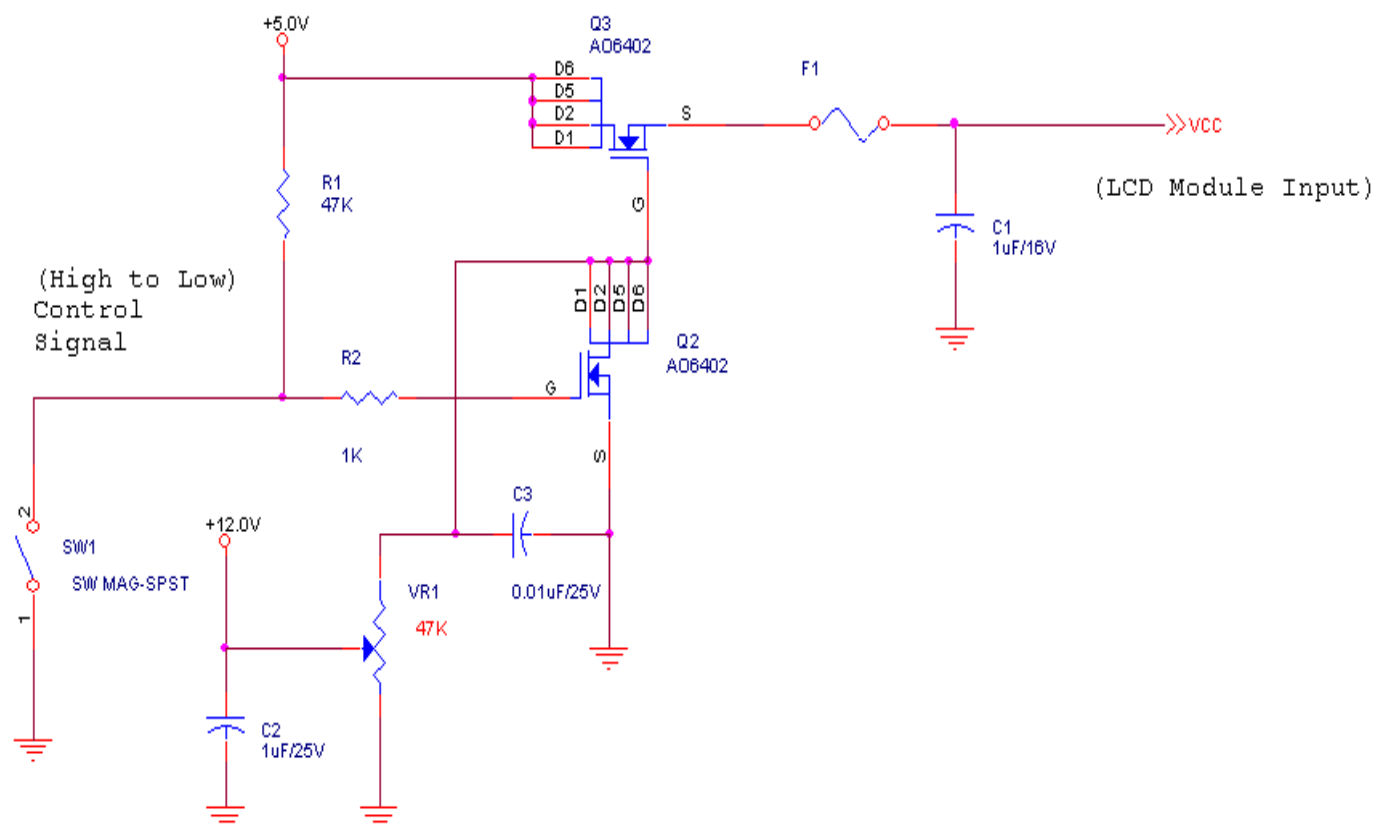 +5.0V
Q3
AO6402
D6
D5
D2
D1
S
G
F1
VCC
(LCD Module Input)
R1
47K
C1
1uF/16V
(High to Low)
Control
Signal
D1
D2
D5
D6
Q2
AO6402
R2
1K
G
S
C3
0.01uF/25V
2
SW1
SW MAG-SPST
1
+12.0V
VR1
47K
C2
1uF/25V